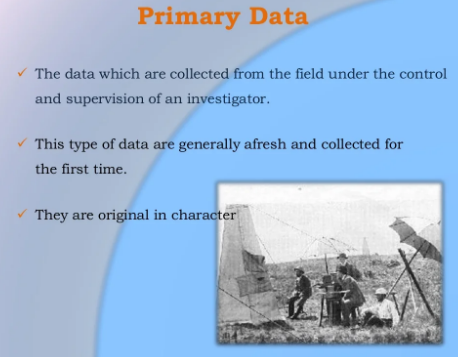 Primary Data
The data which are collected from the field under the control
and supervision of an investigator.
This type of data are generally afresh and collected for
the first time.
They are original in character